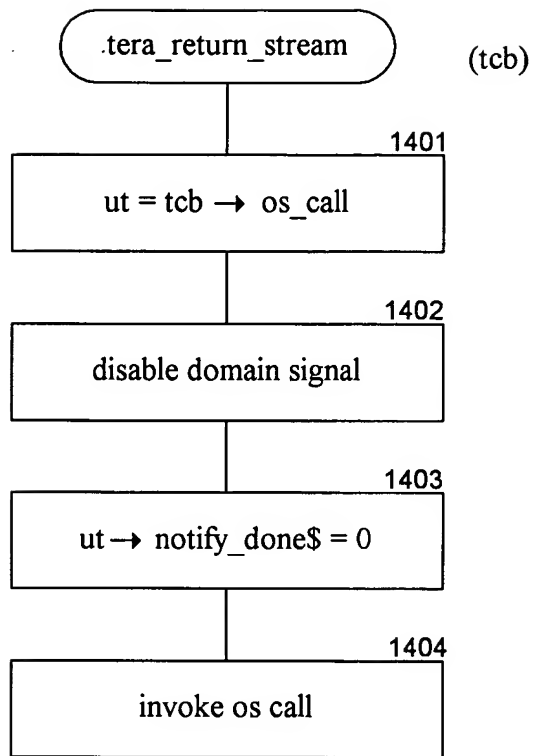 .tera_return_stream
(tcb)
1401
ut = tcb → os_call
1402
disable domain signal
1403
ut → notify_done$ = 0
1404
invoke os call